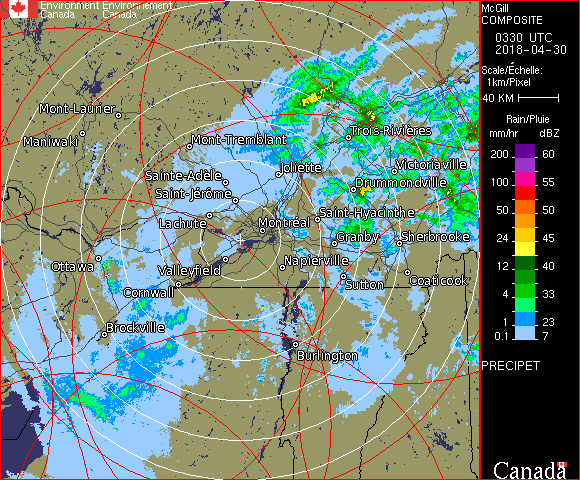 Environment Environnement
Canada Canada
McGill
COMPOSITE
0330 UTC
2018-04-30
Scale/Échelle:
1km/Pixel
40 KM
Rain/Pluie
mm/hr dBZ
200 60
100 55
50 50
50 45
24 45
12 40
4 33
1 23
0.1 7
PRECIPET
Canada
Mont-Laurier
Maniwaki
Mont-Tremblant
Trois-Rivières
Joliette
Victoriaville
Sainte-Adèle
Drummondville
Saint-Jérôme
Saint-Hyacinthe
Lachute
Montréal
Granby
Sherbrooke
Ottawa
Valleyfield
Napierville
Coaticook
Sutton
Cornwall
Brockville
Burlington